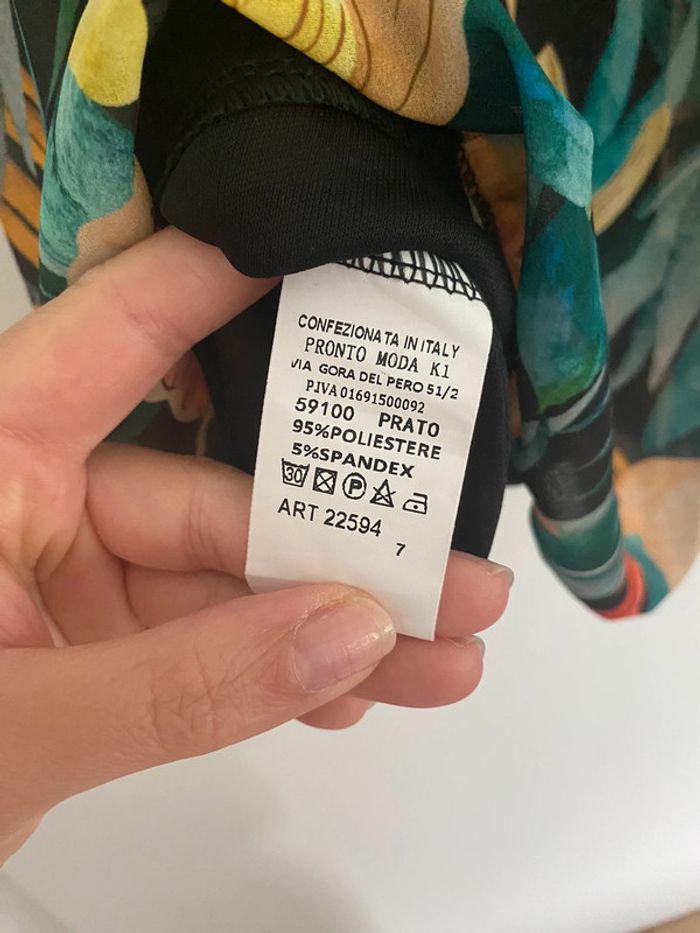 CONFEZIONATA IN ITALY
PRONTO MODA K1
VIA GORA DEL PERO 51/2
P.IVA 01691500092
59100 PRATO
95%POLIESTERE
5%SPANDEX
30 P
ART 22594
7